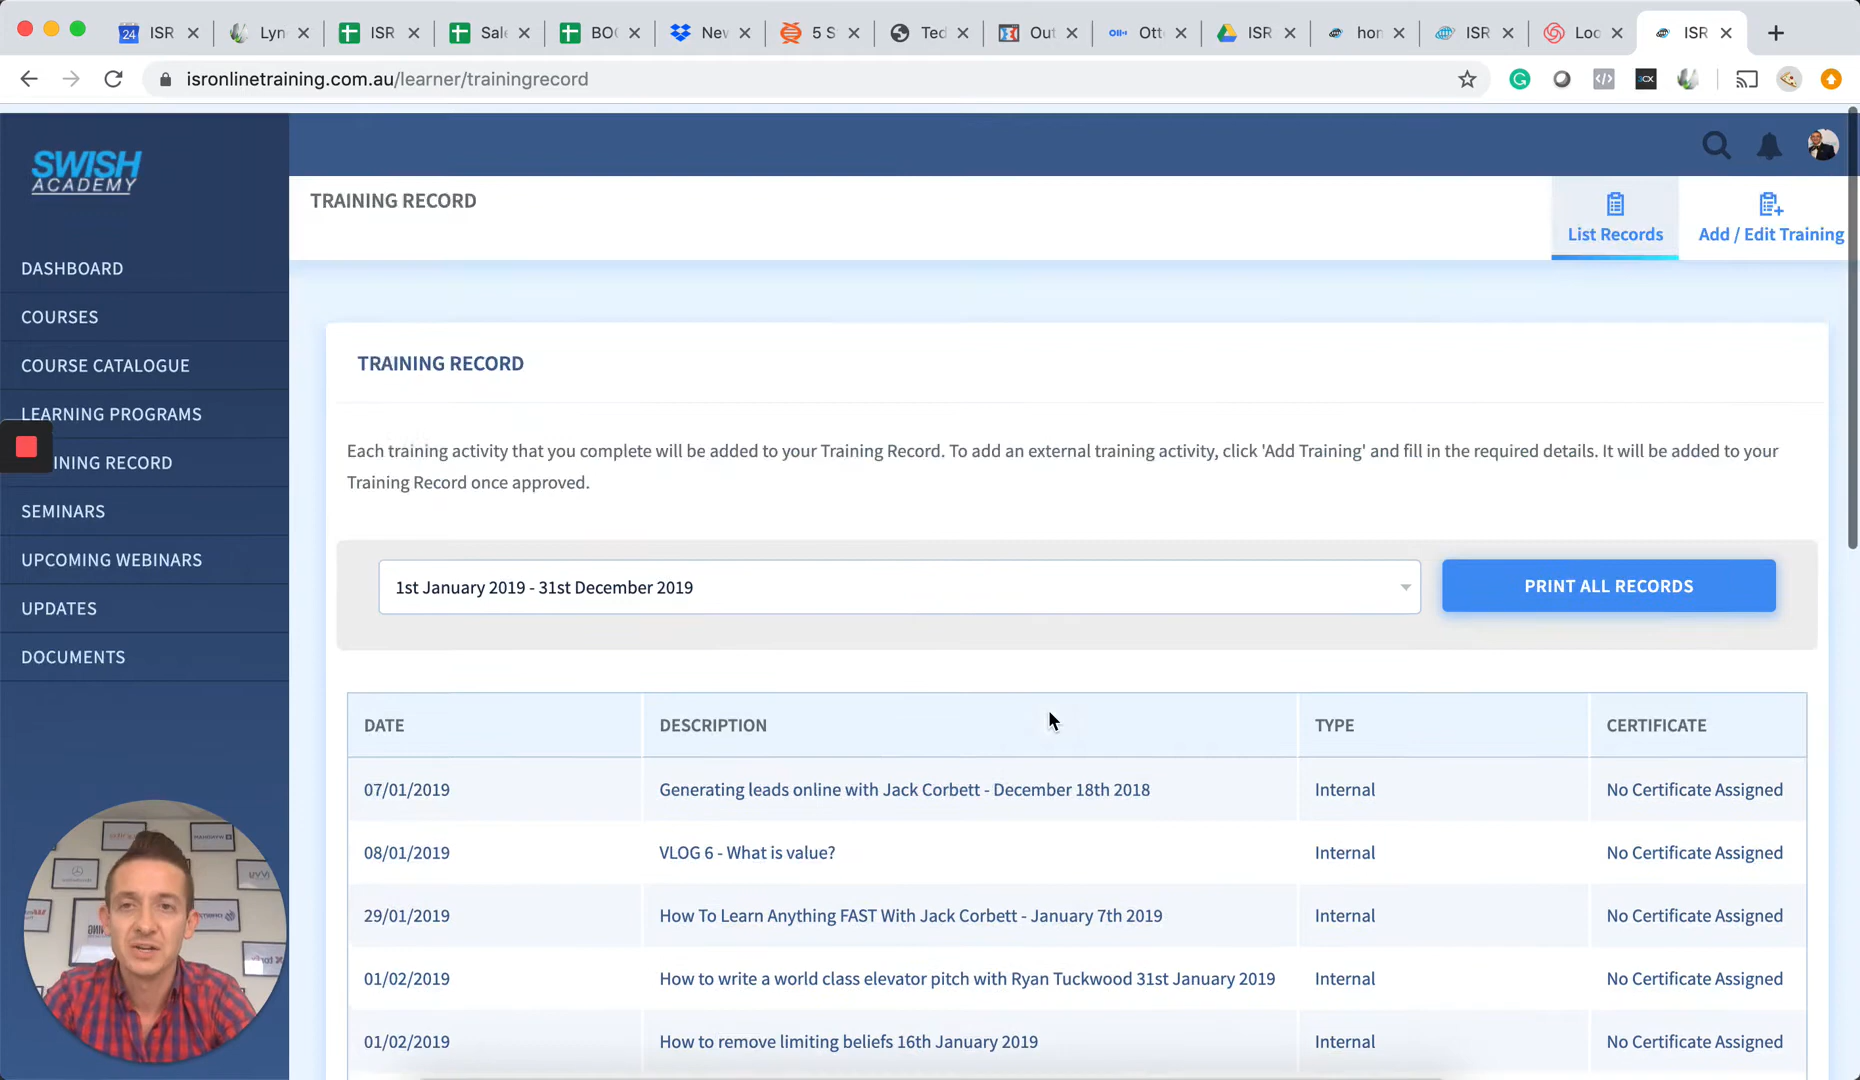 24 ISR
Lyn
ISR
Sale
BO
New
5 S
Ted
Out
Ott
ISR
hon
ISR
Loo
ISR
isronlinetraining.com.au/learner/trainingrecord
3CX
SWISH
ACADEMY
TRAINING RECORD
List Records
Add / Edit Training
DASHBOARD
COURSES
COURSE CATALOGUE
LEARNING PROGRAMS
INING RECORD
SEMINARS
UPCOMING WEBINARS
UPDATES
DOCUMENTS
TRAINING RECORD
Each training activity that you complete will be added to your Training Record. To add an external training activity, click 'Add Training' and fill in the required details. It will be added to your
Training Record once approved.
1st January 2019 - 31st December 2019
PRINT ALL RECORDS
DATE DESCRIPTION TYPE CERTIFICATE
07/01/2019 Generating leads online with Jack Corbett - December 18th 2018 Internal No Certificate Assigned
08/01/2019 VLOG 6 - What is value? Internal No Certificate Assigned
29/01/2019 How To Learn Anything FAST With Jack Corbett - January 7th 2019 Internal No Certificate Assigned
01/02/2019 How to write a world class elevator pitch with Ryan Tuckwood 31st January 2019 Internal No Certificate Assigned
01/02/2019 How to remove limiting beliefs 16th January 2019 Internal No Certificate Assigned